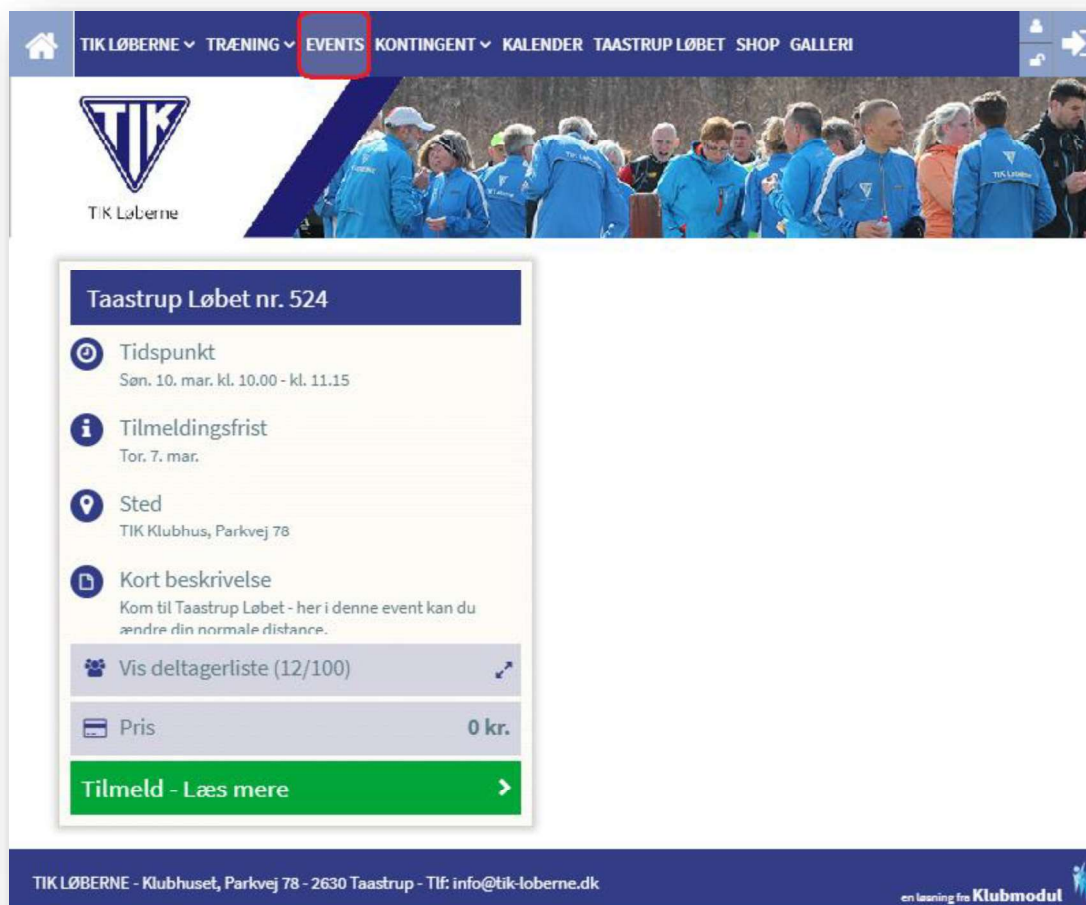 TIK LØBERNE TRÆNING EVENTS KONTINGENT KALENDER TAASTRUP LØBET SHOP GALLERI
TIK
TIK Løberne
Taastrup Løbet nr. 524
Tidspunkt
Søn. 10. mar. kl. 10.00 - kl. 11.15
Tilmeldingsfrist
Tor. 7. mar.
Sted
TIK Klubhus, Parkvej 78
Kort beskrivelse
Kom til Taastrup Løbet - her i denne event kan du
ændre din normale distance.
Vis deltagerliste (12/100)
Pris 0 kr.
Tilmeld - Læs mere
TIK LØBERNE - Klubhuset, Parkvej 78 - 2630 Taastrup - Tlf: info@tik-loberne.dk
en løsning fra Klubmodul